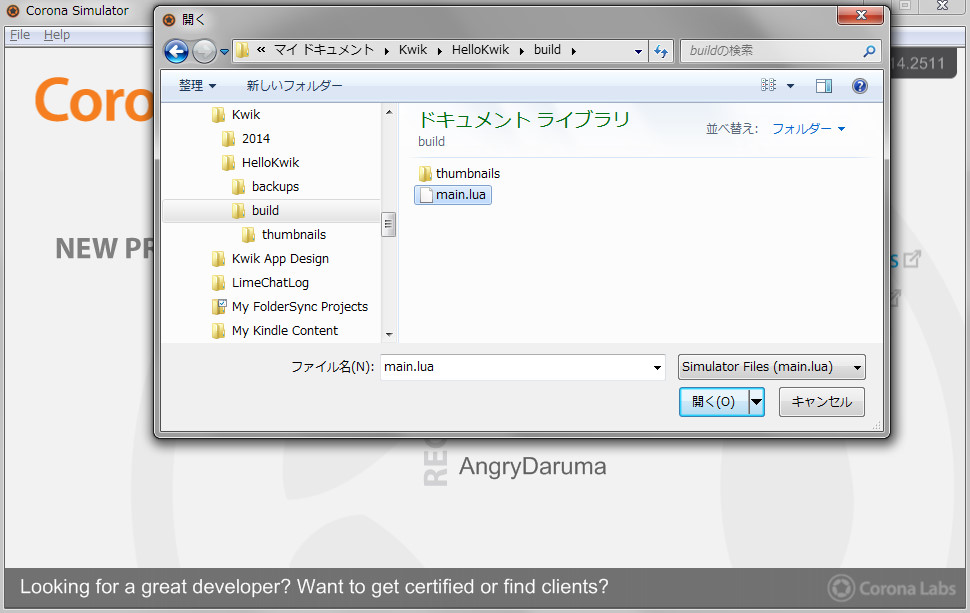 Corona Simulator
File Help
Coro
14.2511
NEW PR
s
開く
« マイ ドキュメント ▸ Kwik ▸ HelloKwik ▸ build ▸
buildの検索
整理 ▼ 新しいフォルダー
Kwik
2014
HelloKwik
backups
build
thumbnails
Kwik App Design
LimeChatLog
My FolderSync Projects
My Kindle Content
ドキュメント ライブラリ
build
並べ替え: フォルダー ▼
thumbnails
main.lua
ファイル名(N): main.lua
Simulator Files (main.lua)
開く(O) キャンセル
REC
AngryDaruma
Looking for a great developer? Want to get certified or find clients?
Corona Labs